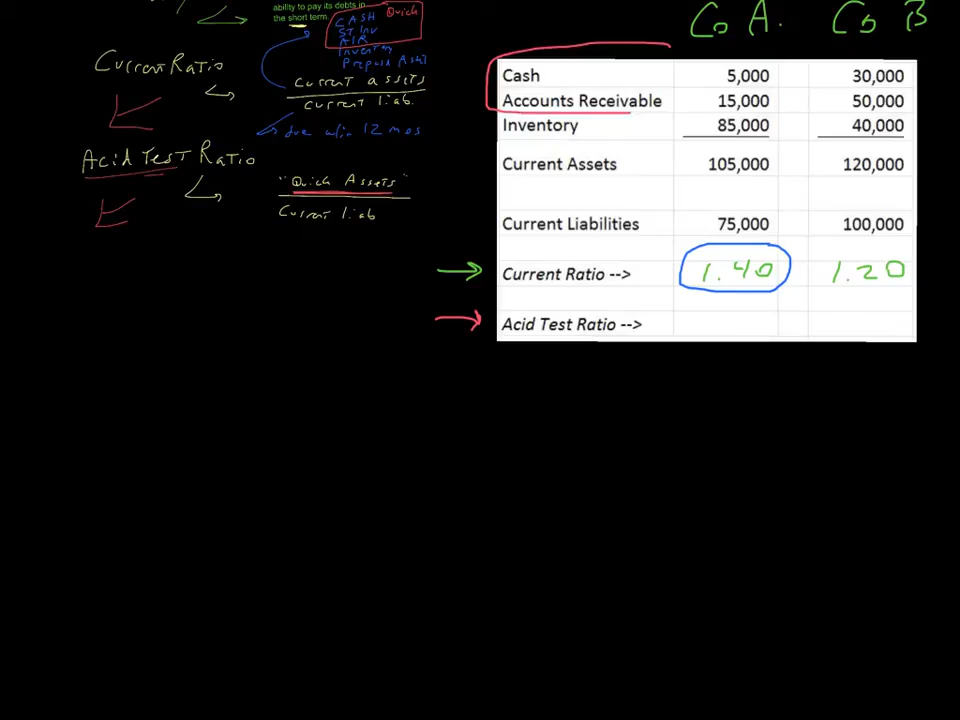 ability to pay its debts in
the short term.
CASH Quick
ST Inv
A/R
Inventory
Prepaid Ast
Co A. Co B
Current Ratio
Current assets
Current liab.
due w/in 12 mos
Acid Test Ratio
"Quick Assets"
Current liab
Cash 5,000 30,000
Accounts Receivable 15,000 50,000
Inventory 85,000 40,000
Current Assets 105,000 120,000
Current Liabilities 75,000 100,000
Current Ratio --> 1.40 1.20
Acid Test Ratio -->